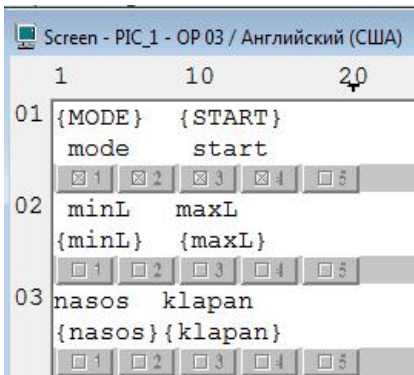 Screen - PIC_1 - OP 03 / Английский (США)
1 10 20
01 {MODE} {START}
mode start
1 2 3 4 5
02 minL maxL
{minL} {maxL}
1 2 3 4 5
03 nasos klapan
{nasos}{klapan}
1 2 3 4 5